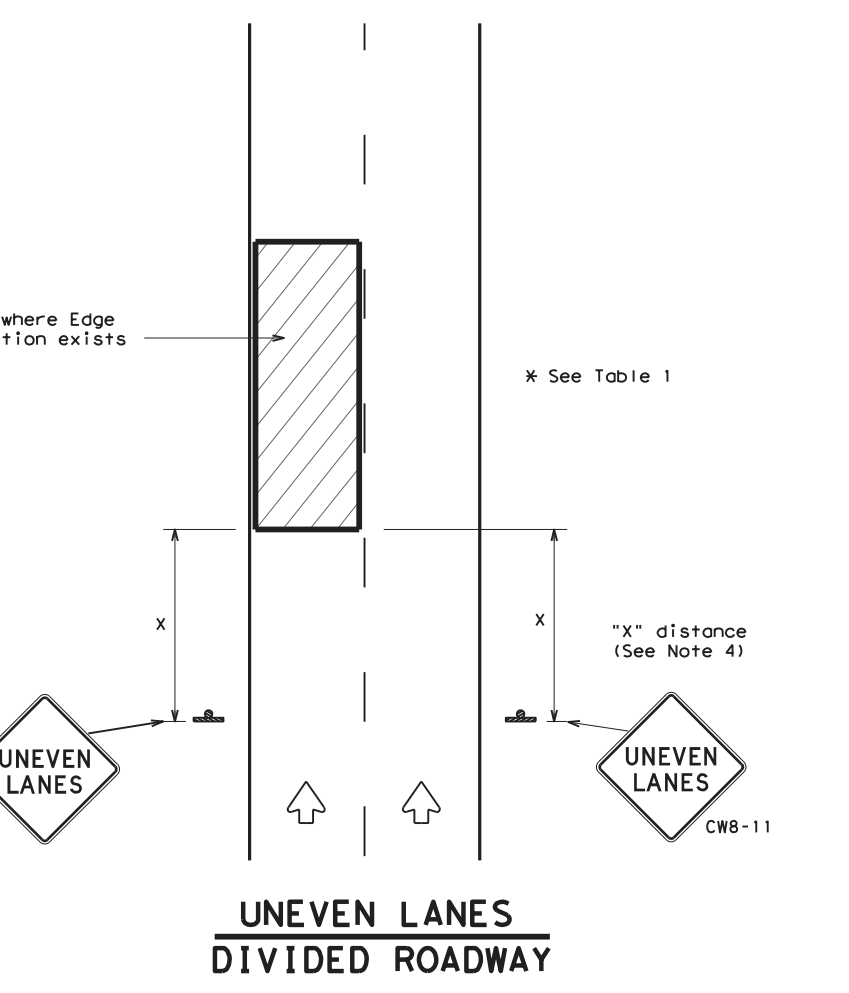 where Edge
tion exists
* See Table 1
X
X
"X" distance
(See Note 4)
UNEVEN
LANES
UNEVEN
LANES
CW8-11
UNEVEN LANES
DIVIDED ROADWAY